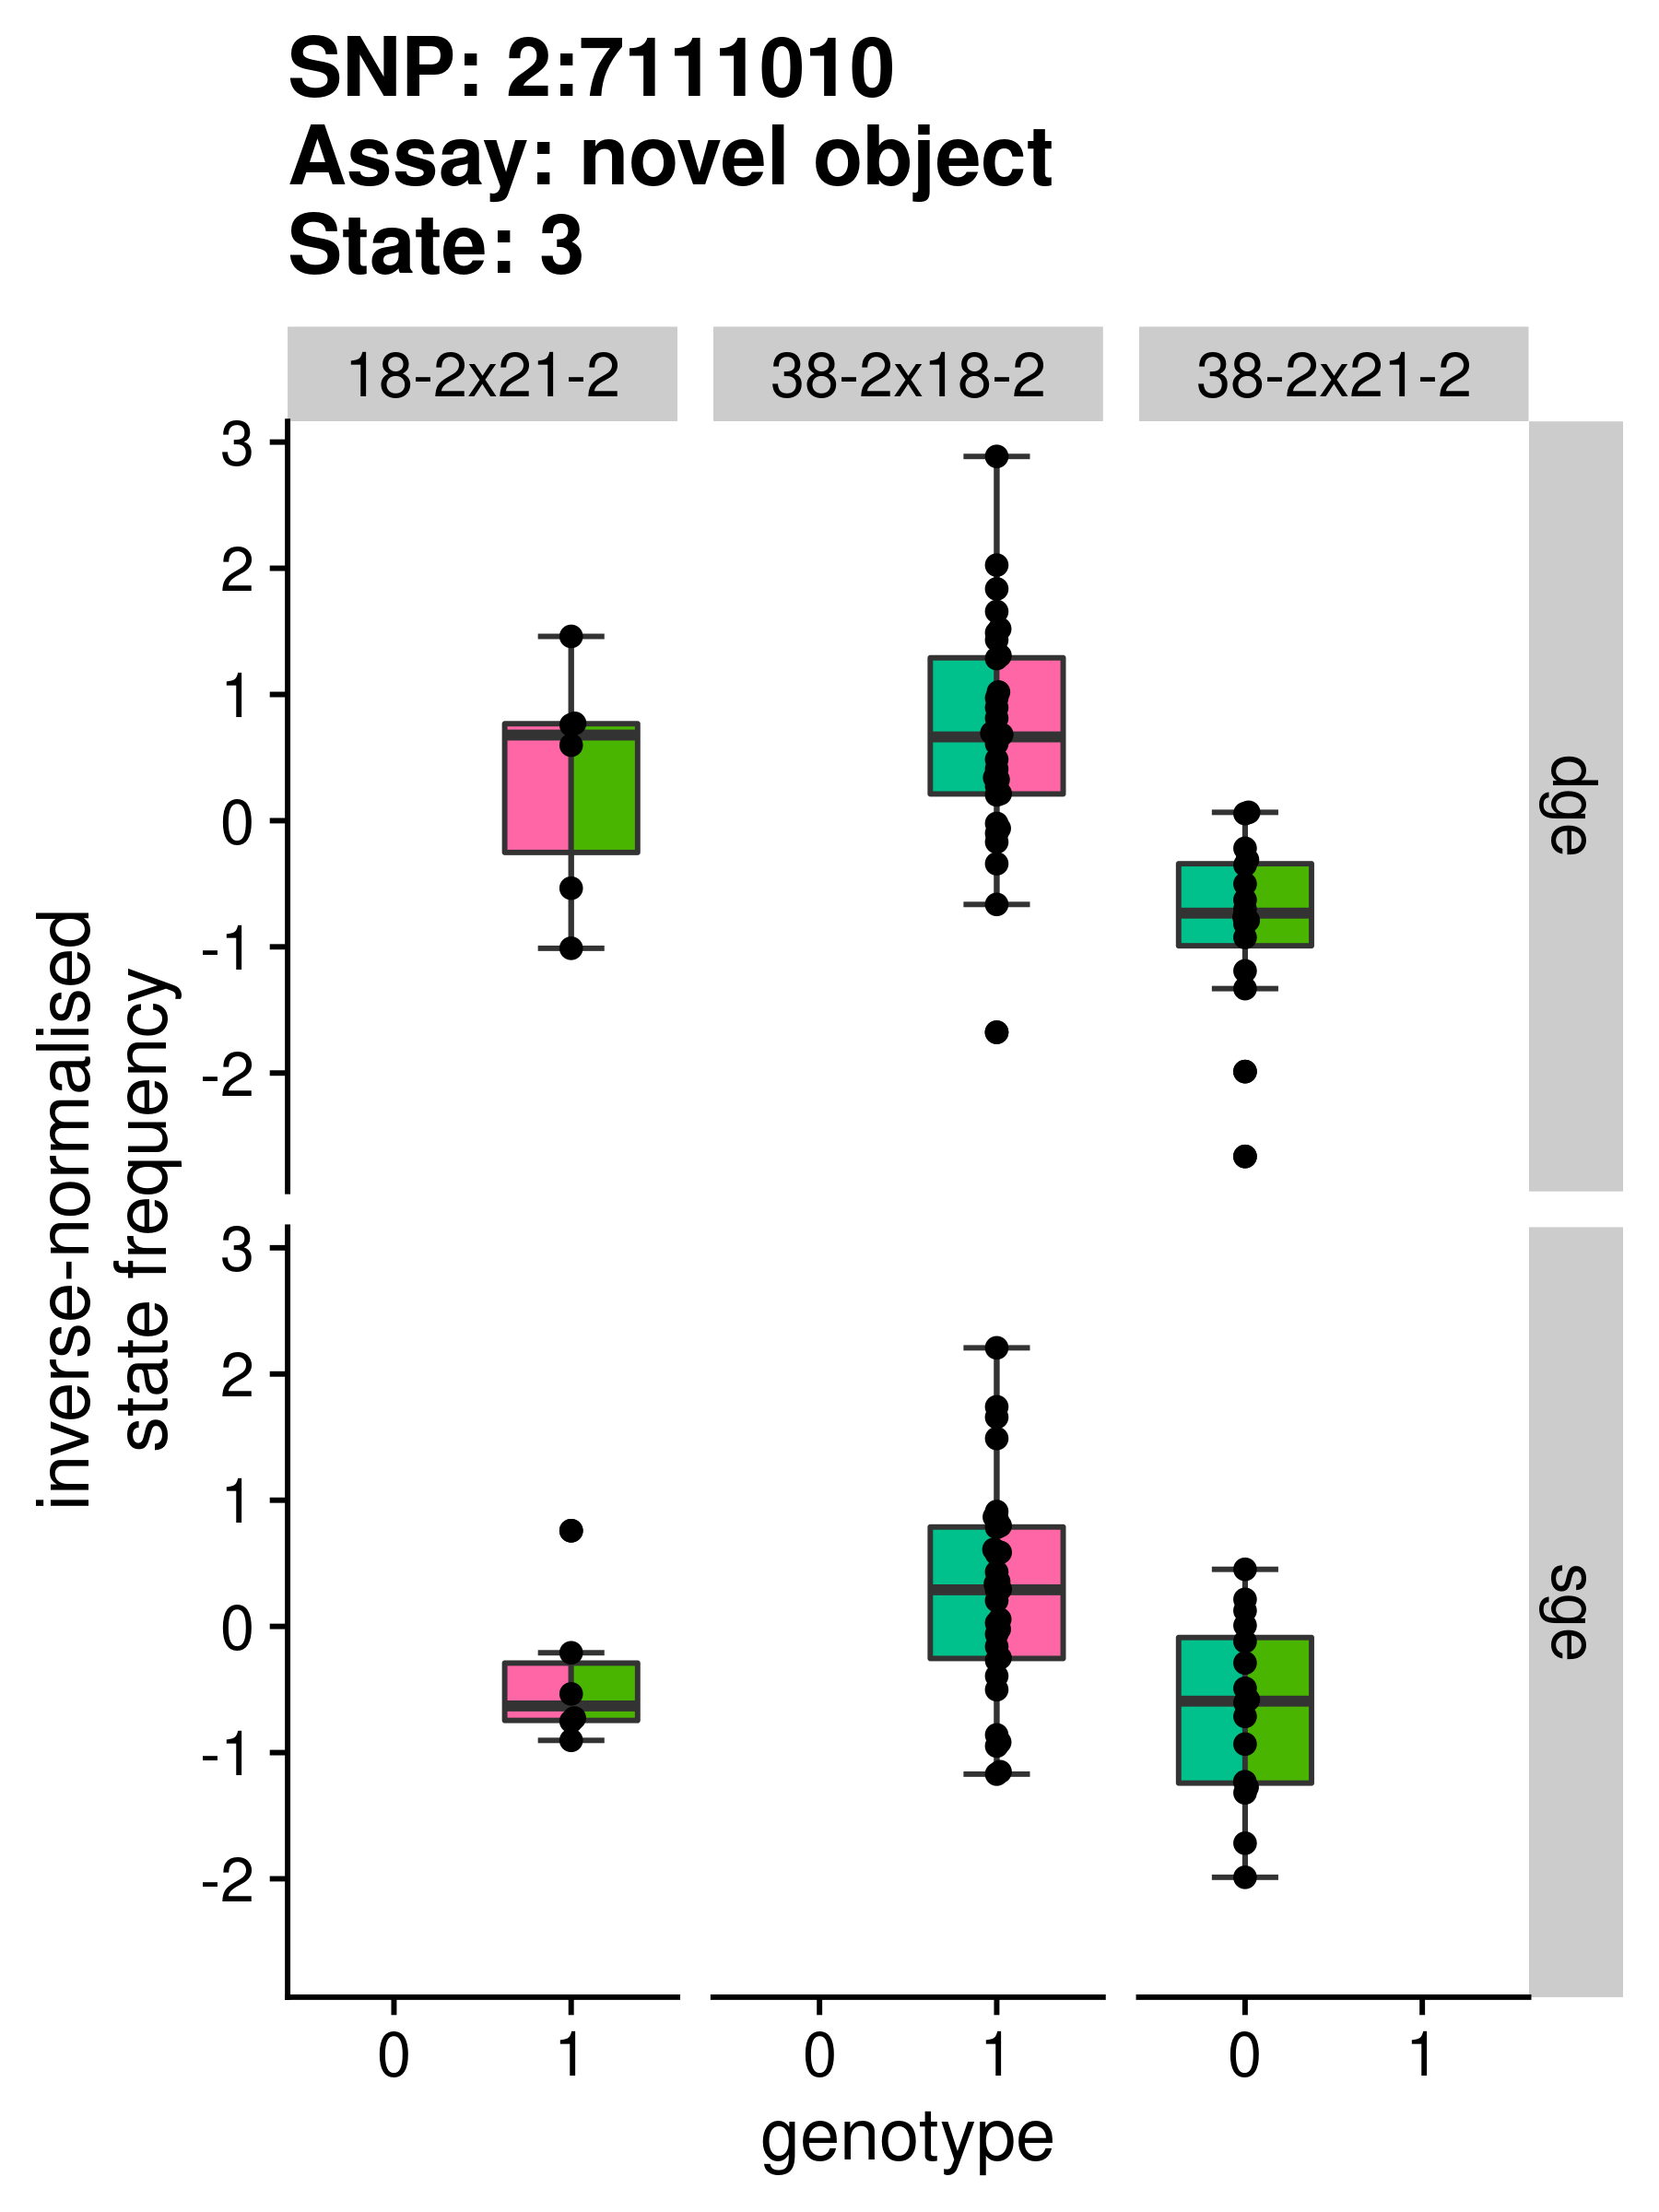 SNP: 2:7111010
Assay: novel object
State: 3
18-2x21-2 38-2x18-2 38-2x21-2
3
2
1
0
-1
-2
dge
3
2
1
0
-1
-2
sge
inverse-normalised
state frequency
0 1 0 1 0 1
genotype